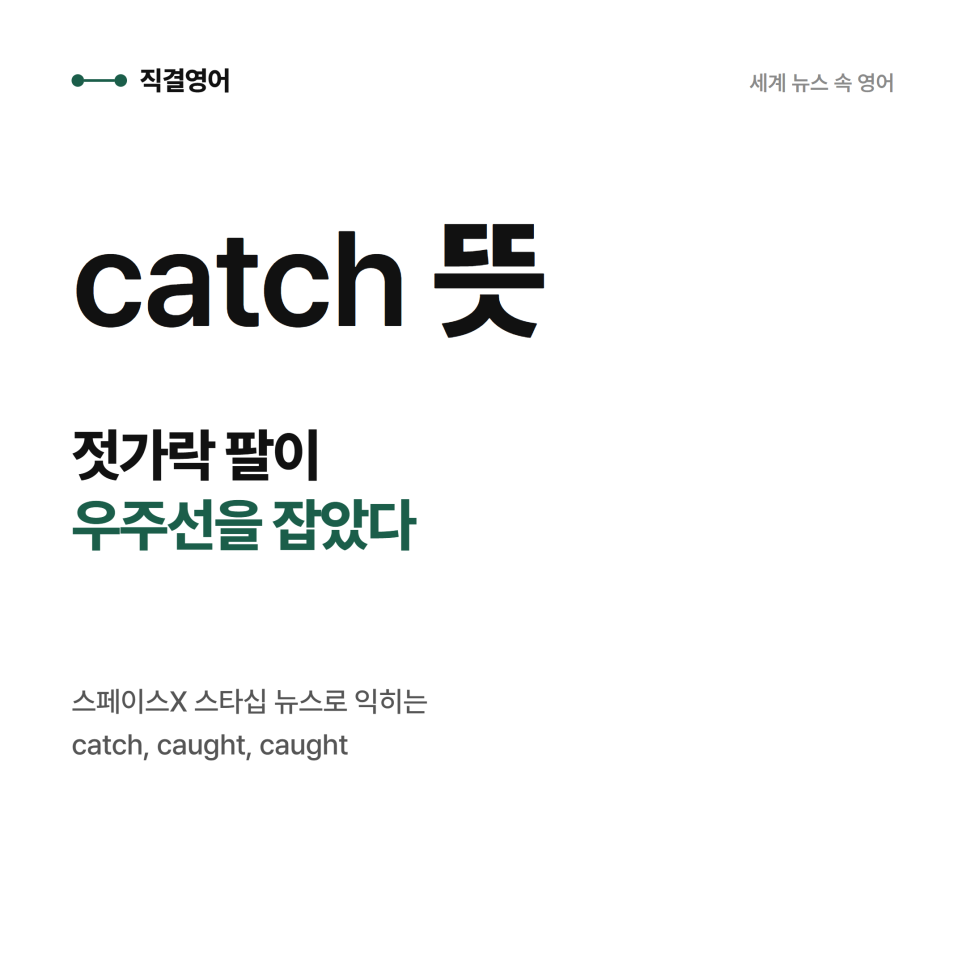 직결영어
세계 뉴스 속 영어
catch 뜻
젓가락 팔이
우주선을 잡았다
스페이스X 스타십 뉴스로 익히는
catch, caught, caught